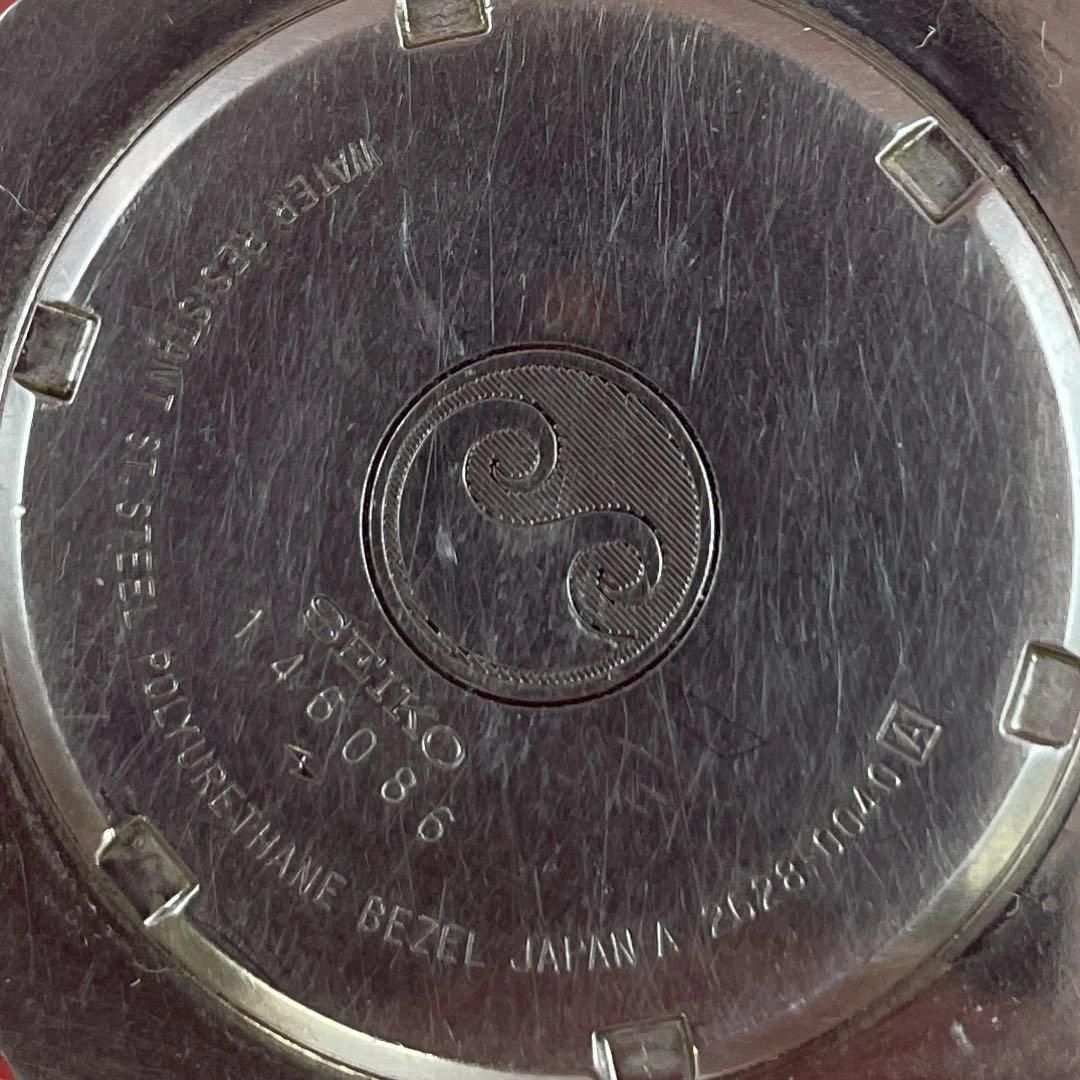 WATER RESISTANT ST.STEEL POLYURETHANE BEZEL JAPAN A 2628-0040 A
SEIKO
146086